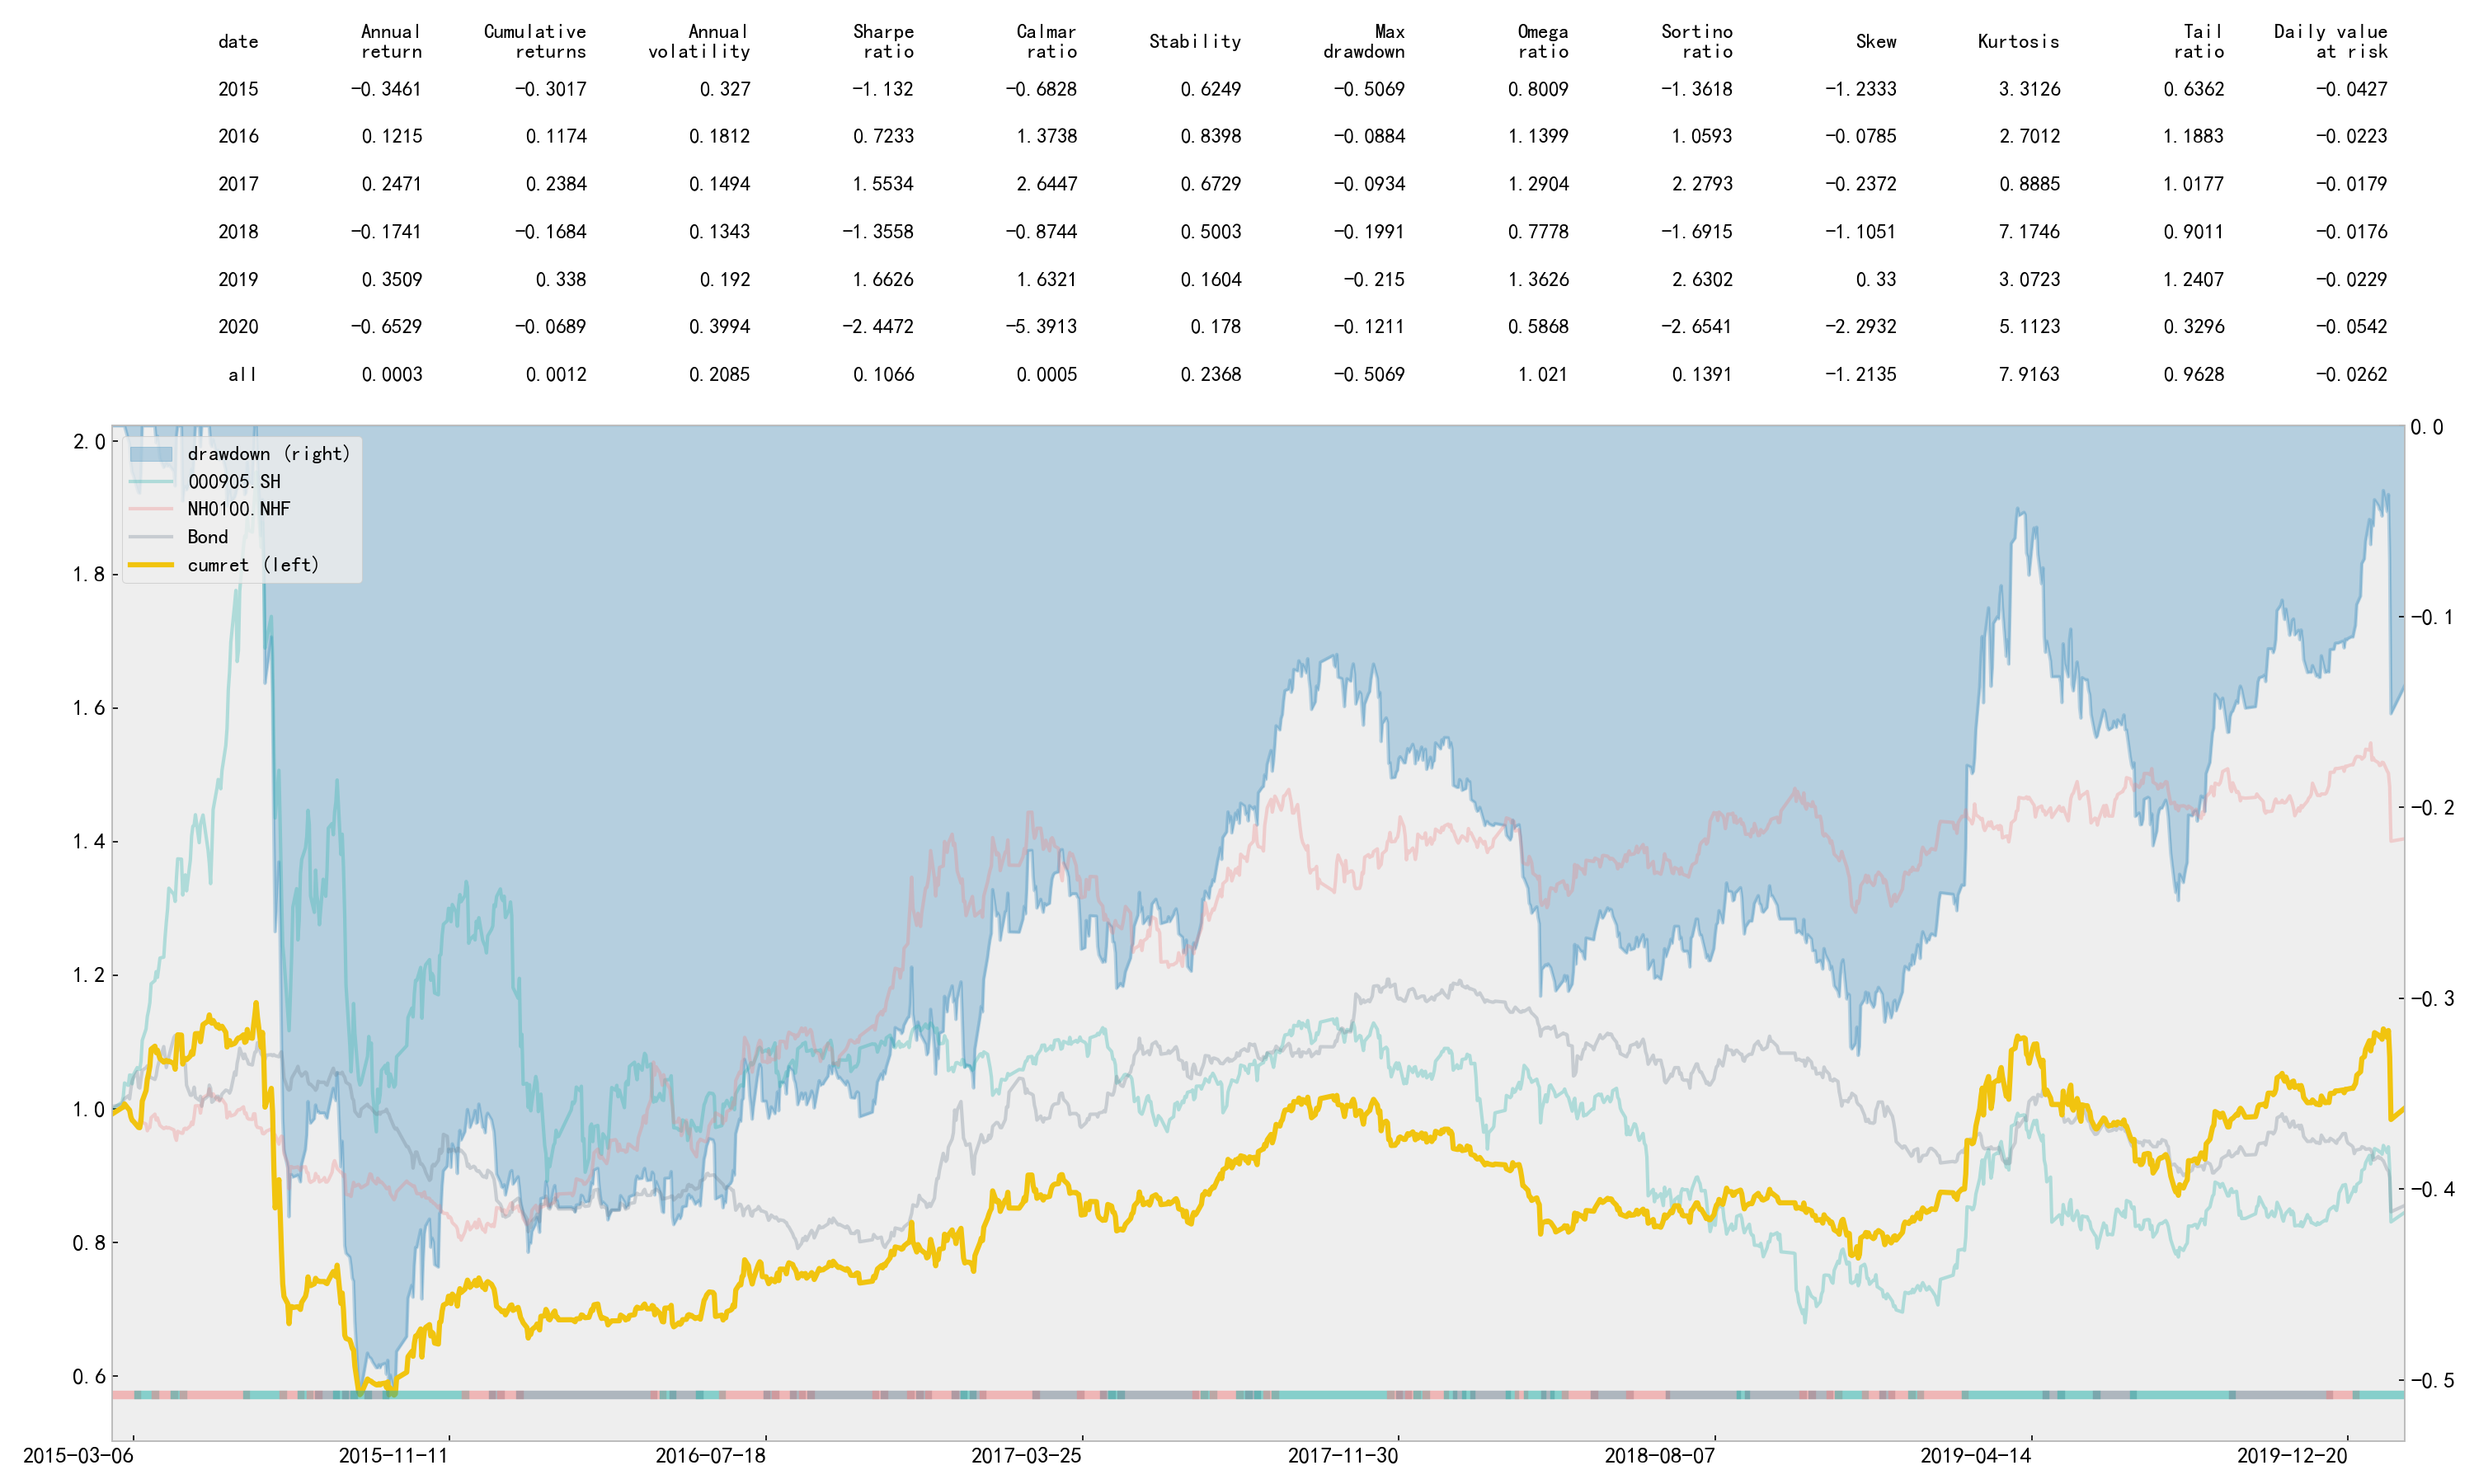 date Annual return Cumulative returns Annual volatility Sharpe ratio Calmar ratio Stability Max drawdown Omega ratio Sortino ratio Skew Kurtosis Tail ratio Daily value at risk
2015 -0.3461 -0.3017 0.327 -1.132 -0.6828 0.6249 -0.5069 0.8009 -1.3618 -1.2333 3.3126 0.6362 -0.0427
2016 0.1215 0.1174 0.1812 0.7233 1.3738 0.8398 -0.0884 1.1399 1.0593 -0.0785 2.7012 1.1883 -0.0223
2017 0.2471 0.2384 0.1494 1.5534 2.6447 0.6729 -0.0934 1.2904 2.2793 -0.2372 0.8885 1.0177 -0.0179
2018 -0.1741 -0.1684 0.1343 -1.3558 -0.8744 0.5003 -0.1991 0.7778 -1.6915 -1.1051 7.1746 0.9011 -0.0176
2019 0.3509 0.338 0.192 1.6626 1.6321 0.1604 -0.215 1.3626 2.6302 0.33 3.0723 1.2407 -0.0229
2020 -0.6529 -0.0689 0.3994 -2.4472 -5.3913 0.178 -0.1211 0.5868 -2.6541 -2.2932 5.1123 0.3296 -0.0542
all 0.0003 0.0012 0.2085 0.1066 0.0005 0.2368 -0.5069 1.021 0.1391 -1.2135 7.9163 0.9628 -0.0262
2.0
1.8
1.6
1.4
1.2
1.0
0.8
0.6
drawdown (right)
000905.SH
NH0100.NHF
Bond
cumret (left)
0.0
-0.1
-0.2
-0.3
-0.4
-0.5
2015-03-06 2015-11-11 2016-07-18 2017-03-25 2017-11-30 2018-08-07 2019-04-14 2019-12-20